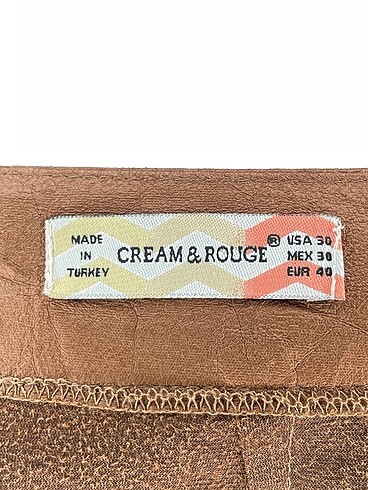 MADE
IN
TURKEY
CREAM & ROUGE®
USA 30
MEX 30
EUR 40